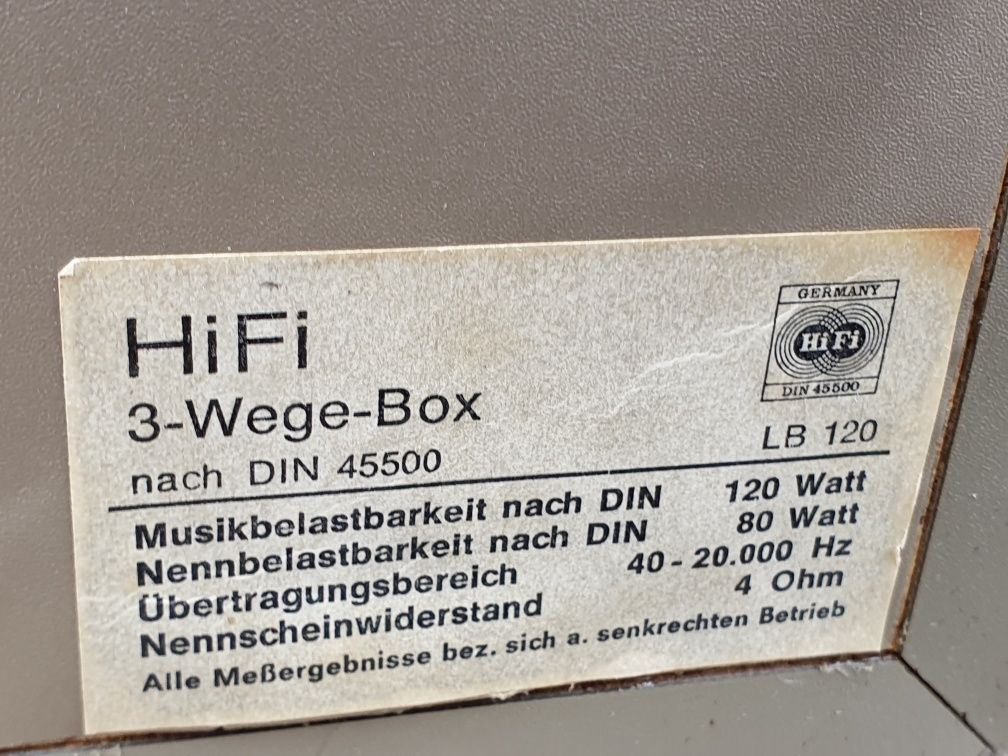 HiFi
3-Wege-Box
nach DIN 45500
GERMANY
HiFi
DIN 45500
LB 120
Musikbelastbarkeit nach DIN 120 Watt
Nennbelastbarkeit nach DIN 80 Watt
Übertragungsbereich 40-20.000 Hz
Nennscheinwiderstand 4 Ohm
Alle Meßergebnisse bez. sich a. senkrechten Betrieb